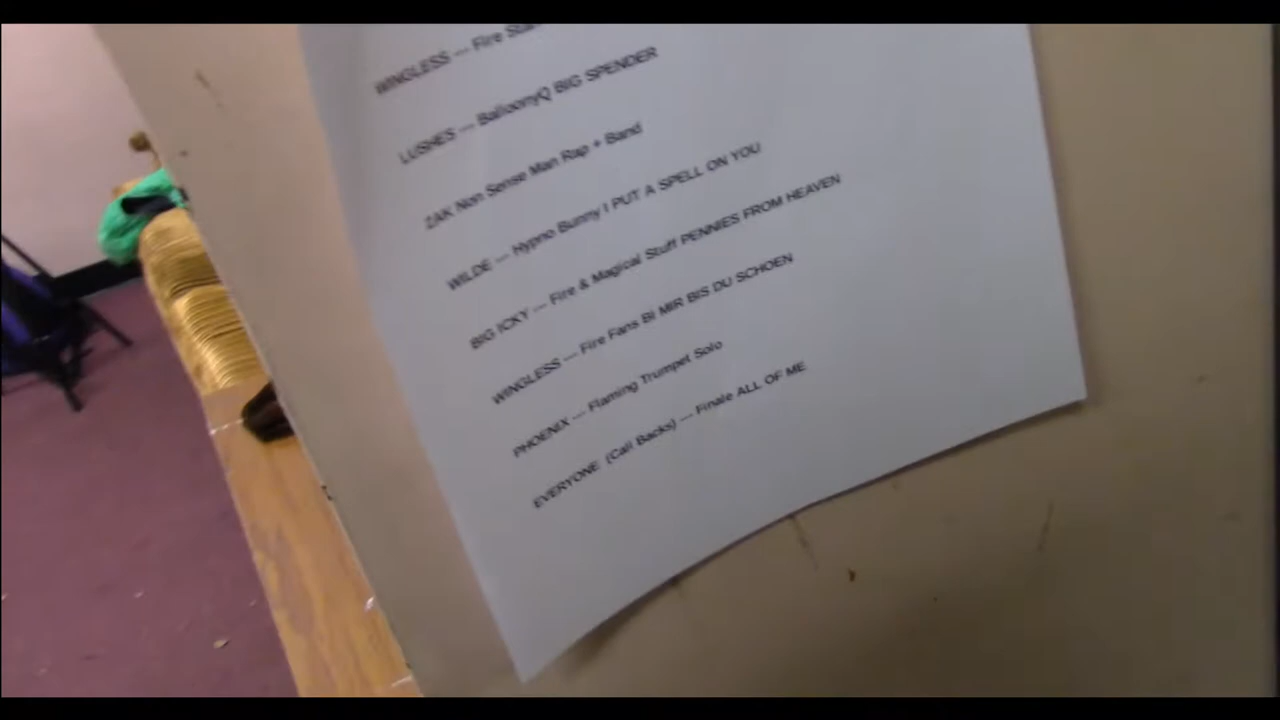 WINGLESS --- Fire
LUSHES --- BalloonyQ BIG SPENDER
ZAK Non Sense Man Rap + Band
WILDE --- Hypno Bunny I PUT A SPELL ON YOU
BIG ICKY --- Fire & Magical Stuff PENNIES FROM HEAVEN
WINGLESS --- Fire Fans BI MIR BIS DU SCHOEN
PHOENIX --- Flaming Trumpet Solo
EVERYONE (Call Backs) --- Finale ALL OF ME